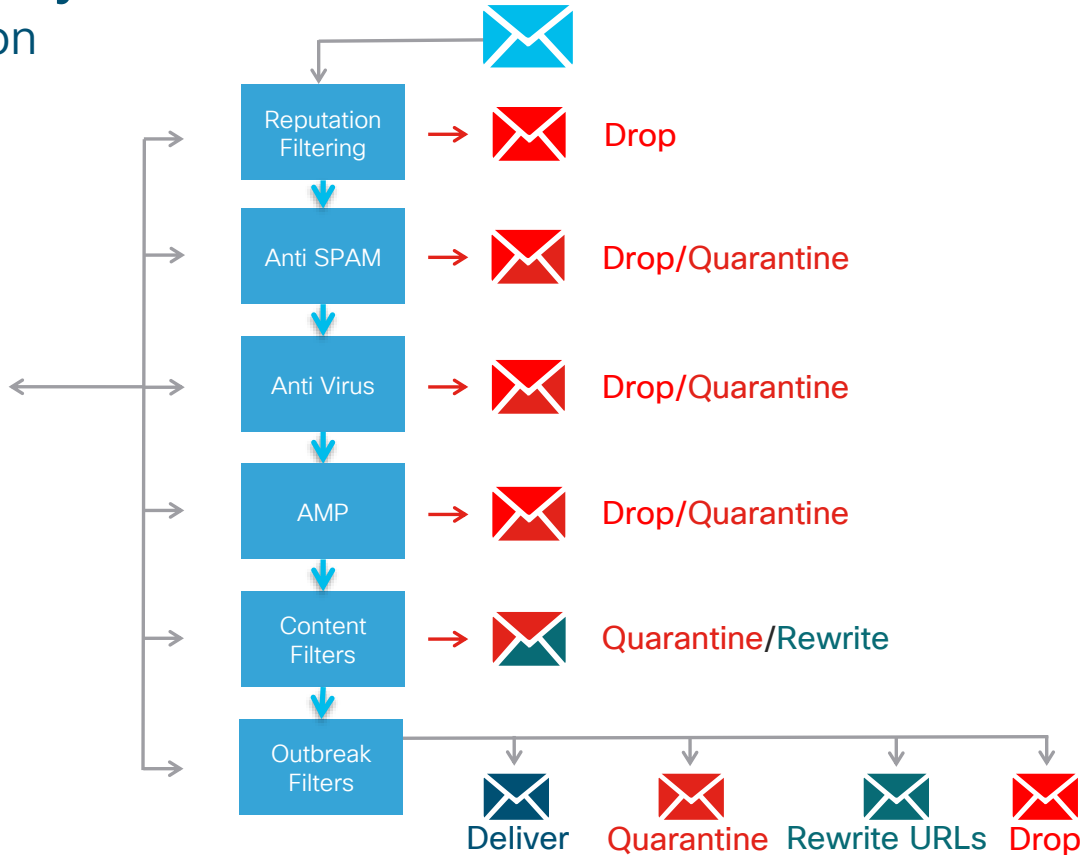 on
Reputation
Filtering
Drop
Anti SPAM
Drop/Quarantine
Anti Virus
Drop/Quarantine
AMP
Drop/Quarantine
Content
Filters
Quarantine/Rewrite
Outbreak
Filters
Deliver
Quarantine
Rewrite URLs
Drop